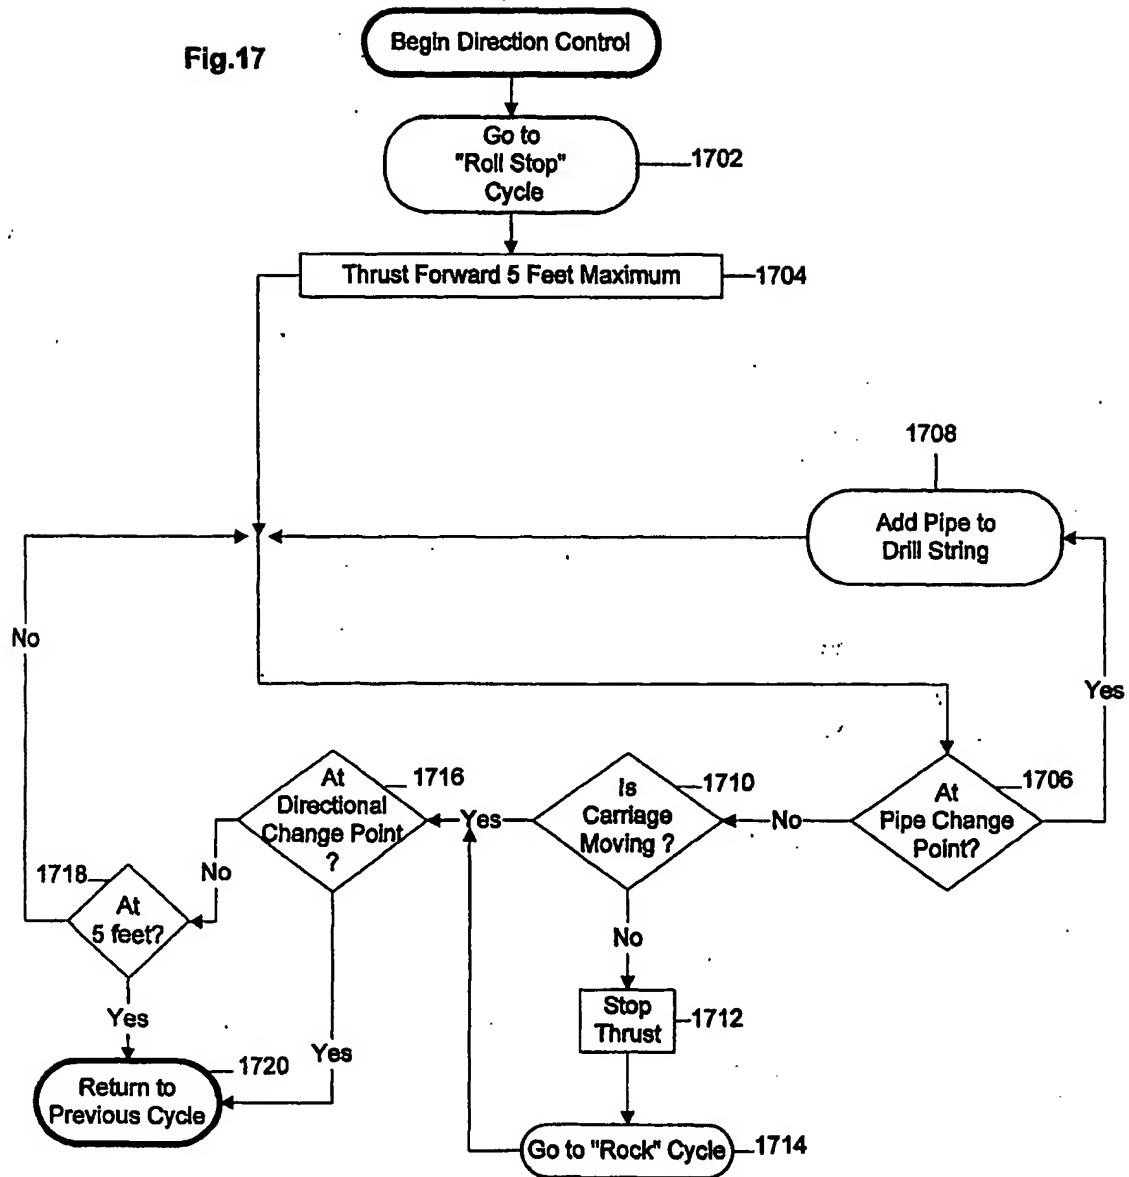 Fig.17
Begin Direction Control
Go to
"Roll Stop"
Cycle
1702
Thrust Forward 5 Feet Maximum
1704
1708
Add Pipe to
Drill String
No
Yes
At
Directional
Change Point
?
1716
Yes
Is
Carriage
Moving ?
1710
No
At
Pipe Change
Point?
1706
1718
At
5 feet?
No
No
Stop
Thrust
1712
Yes
Yes
1720
Return to
Previous Cycle
Go to "Rock" Cycle
1714